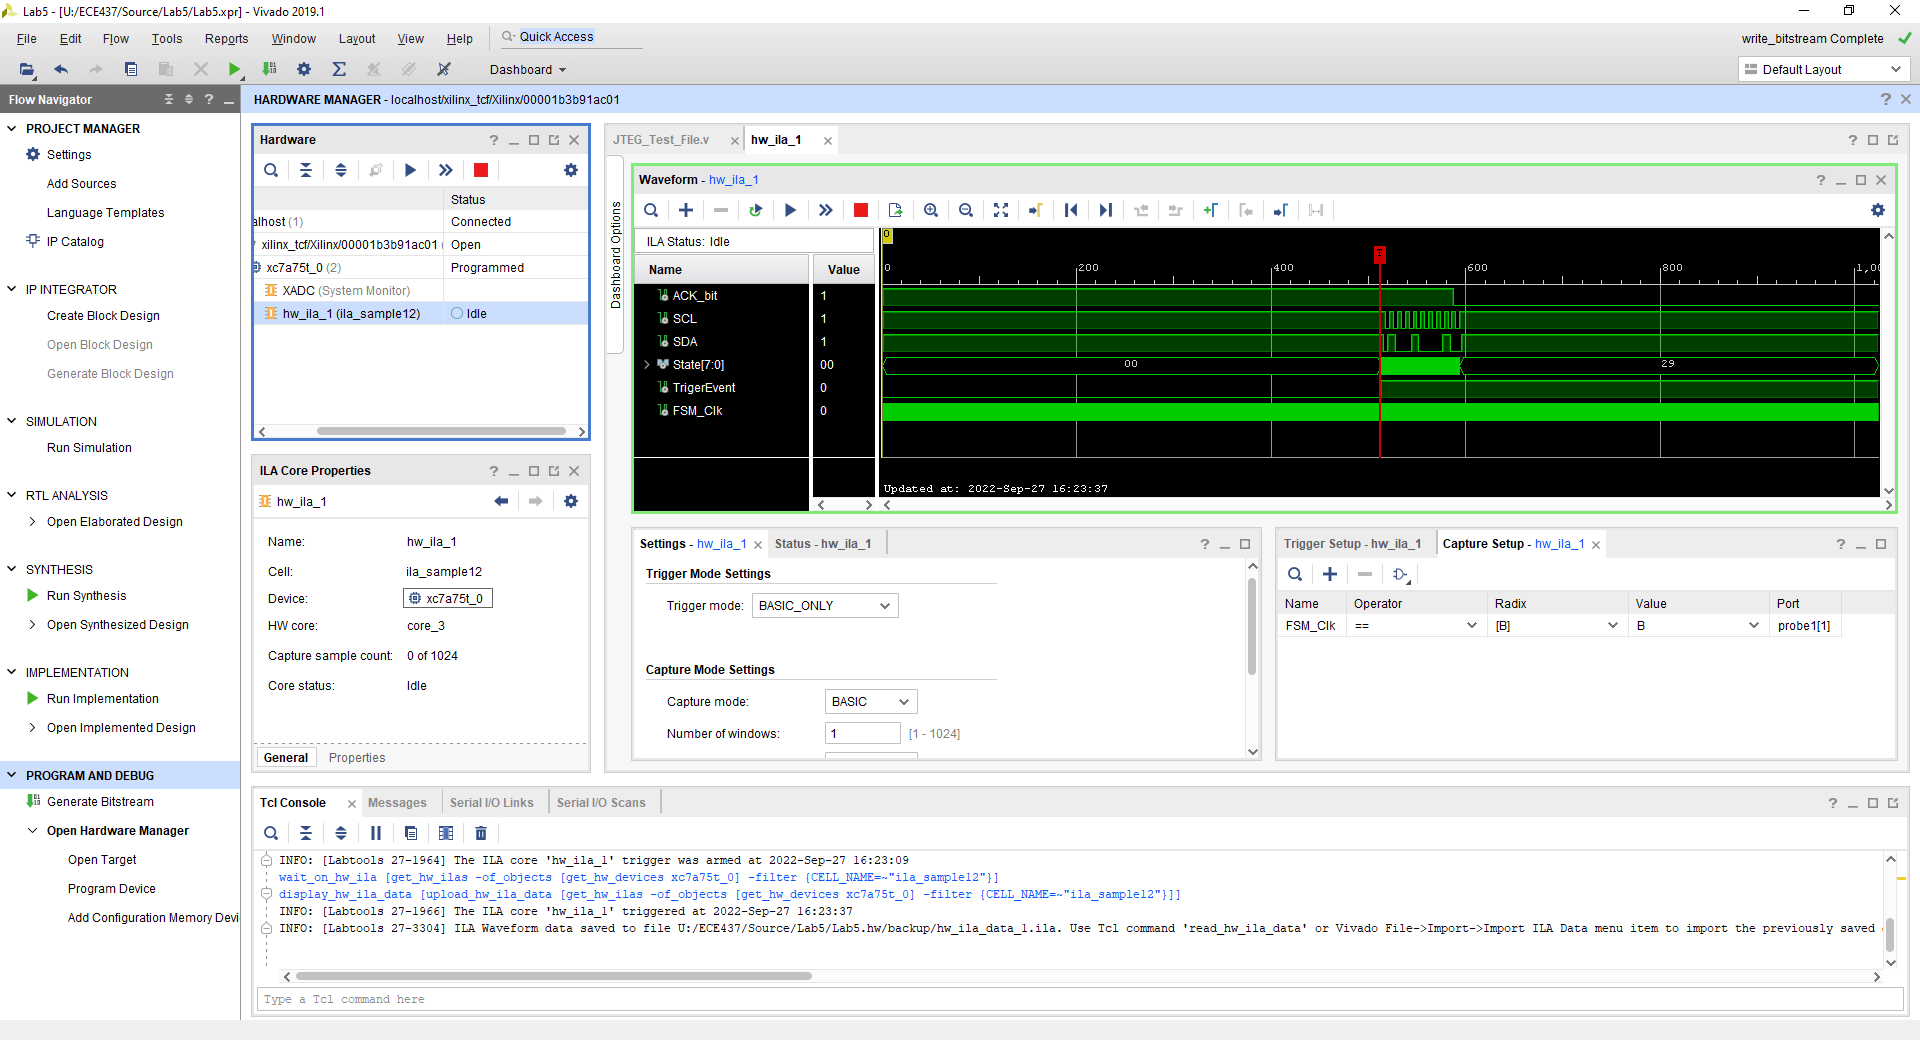 Lab5 - [U:/ECE437/Source/Lab5/Lab5.xpr] - Vivado 2019.1
File Edit Flow Tools Reports Window Layout View Help Quick Access
write_bitstream Complete
Dashboard
Default Layout
Flow Navigator
PROJECT MANAGER
Settings
Add Sources
Language Templates
IP Catalog
IP INTEGRATOR
Create Block Design
Open Block Design
Generate Block Design
SIMULATION
Run Simulation
RTL ANALYSIS
Open Elaborated Design
SYNTHESIS
Run Synthesis
Open Synthesized Design
IMPLEMENTATION
Run Implementation
Open Implemented Design
PROGRAM AND DEBUG
Generate Bitstream
Open Hardware Manager
Open Target
Program Device
Add Configuration Memory Devi
HARDWARE MANAGER - localhost/xilinx_tcf/Xilinx/00001b3b91ac01
Hardware
Status
alhost (1) Connected
xilinx_tcf/Xilinx/00001b3b91ac01 Open
xc7a75t_0 (2) Programmed
XADC (System Monitor)
hw_ila_1 (ila_sample12) Idle
ILA Core Properties
hw_ila_1
Name: hw_ila_1
Cell: ila_sample12
Device: xc7a75t_0
HW core: core_3
Capture sample count: 0 of 1024
Core status: Idle
General Properties
JTEG_Test_File.v hw_ila_1
Dashboard Options
Waveform - hw_ila_1
ILA Status: Idle
Name Value
ACK_bit 1
SCL 1
SDA 1
State[7:0] 00
TrigerEvent 0
FSM_Clk 0
0
T
0 200 400 600 800 1,00
00 29
Updated at: 2022-Sep-27 16:23:37
Settings - hw_ila_1 Status - hw_ila_1
Trigger Mode Settings
Trigger mode: BASIC_ONLY
Capture Mode Settings
Capture mode: BASIC
Number of windows: 1 [1 - 1024]
Trigger Setup - hw_ila_1 Capture Setup - hw_ila_1
Name Operator Radix Value Port
FSM_Clk == [B] B probe1[1]
Tcl Console Messages Serial I/O Links Serial I/O Scans
INFO: [Labtools 27-1964] The ILA core 'hw_ila_1' trigger was armed at 2022-Sep-27 16:23:09
wait_on_hw_ila [get_hw_ilas -of_objects [get_hw_devices xc7a75t_0] -filter {CELL_NAME=~"ila_sample12"}]
display_hw_ila_data [upload_hw_ila_data [get_hw_ilas -of_objects [get_hw_devices xc7a75t_0] -filter {CELL_NAME=~"ila_sample12"}]]
INFO: [Labtools 27-1966] The ILA core 'hw_ila_1' triggered at 2022-Sep-27 16:23:37
INFO: [Labtools 27-3304] ILA Waveform data saved to file U:/ECE437/Source/Lab5/Lab5.hw/backup/hw_ila_data_1.ila. Use Tcl command 'read_hw_ila_data' or Vivado File->Import->Import ILA Data menu item to import the previously saved
Type a Tcl command here